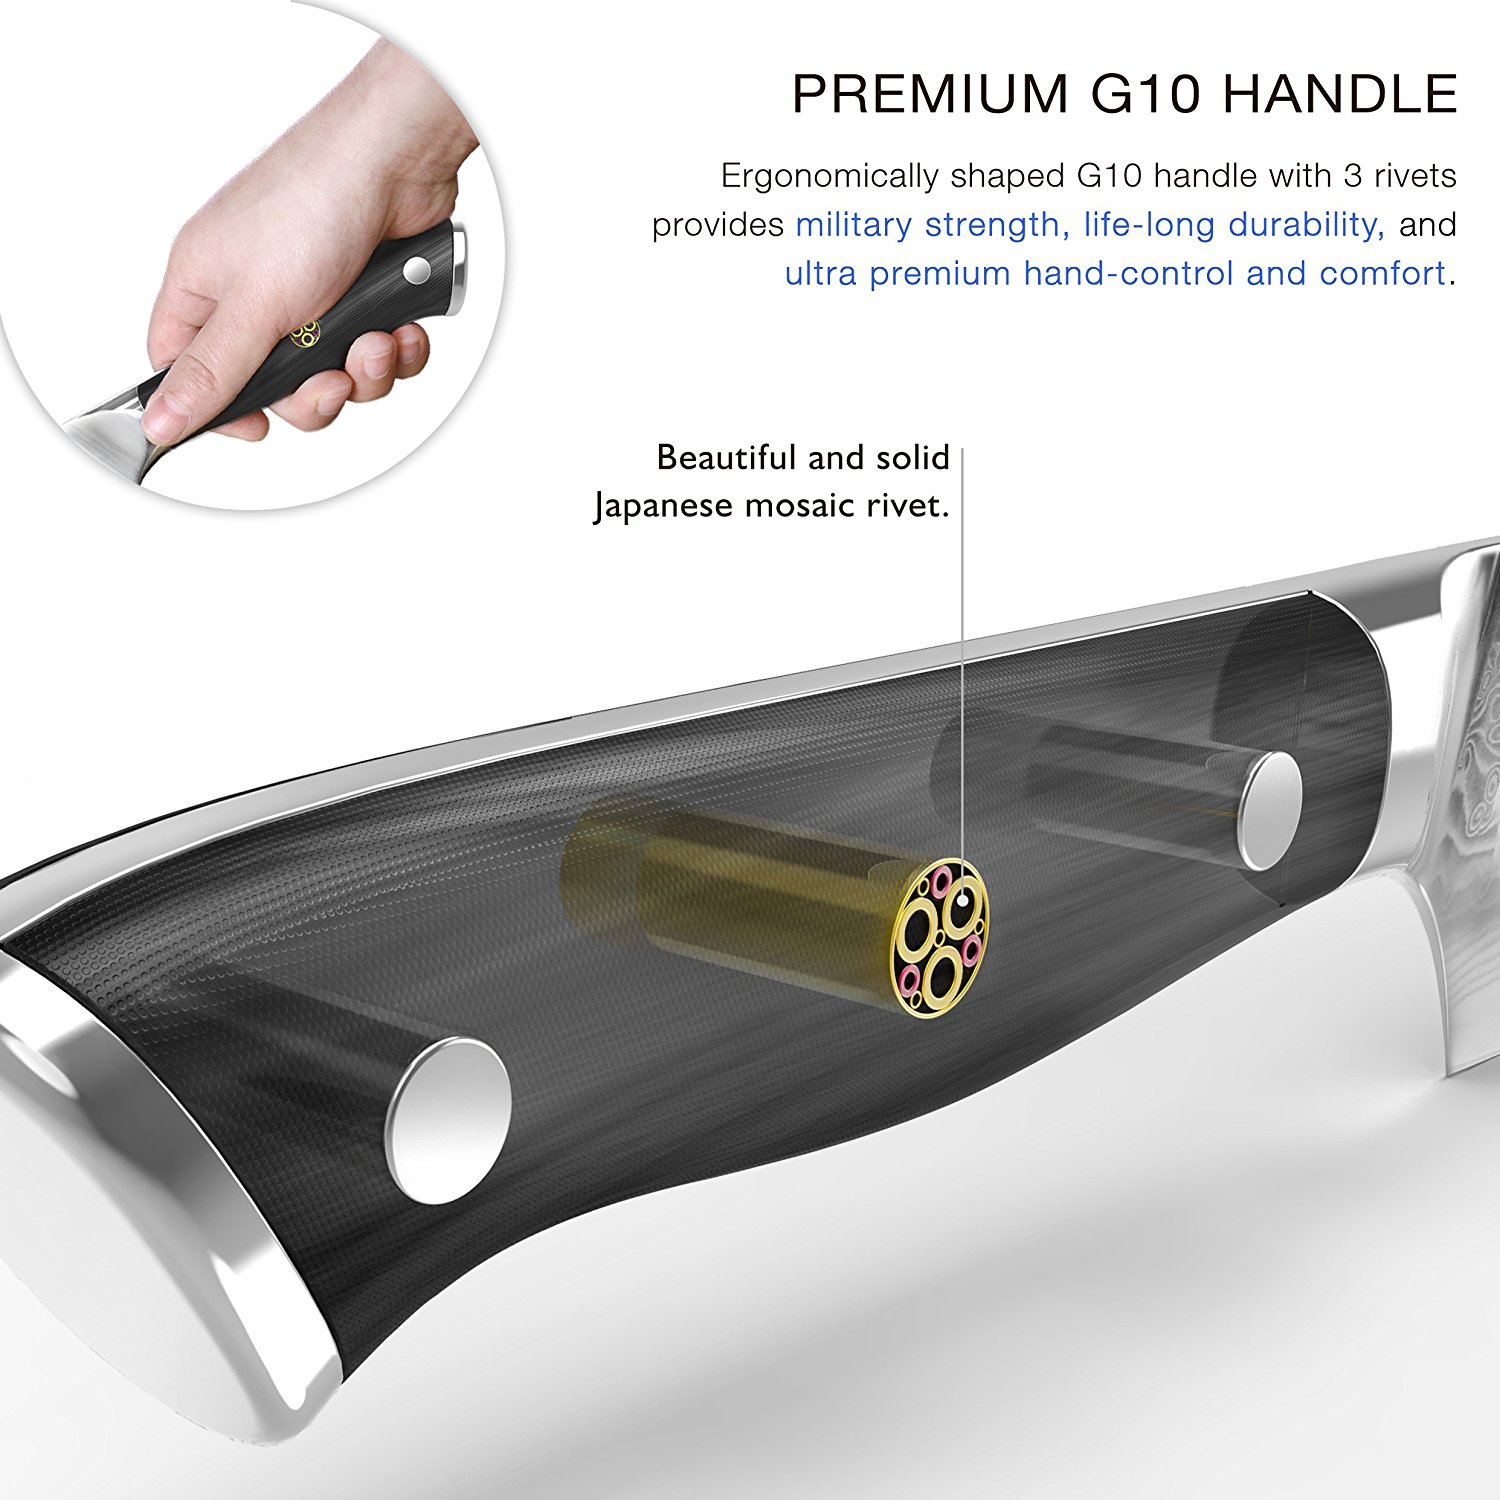 PREMIUM G10 HANDLE
Ergonomically shaped G10 handle with 3 rivets
provides military strength, life-long durability, and
ultra premium hand-control and comfort.
Beautiful and solid
Japanese mosaic rivet.